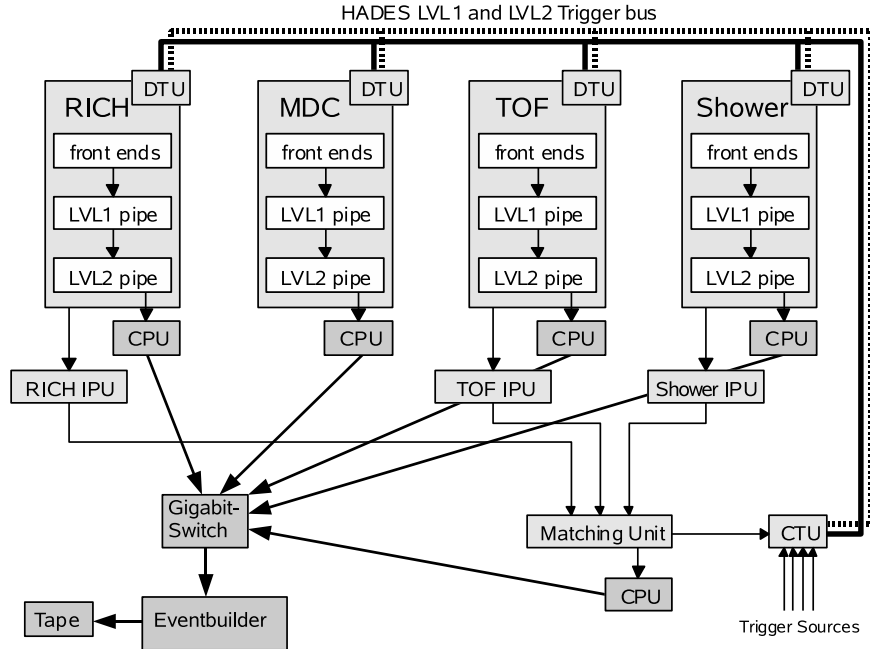 HADES LVL1 and LVL2 Trigger bus
DTU
DTU
DTU
DTU
RICH
MDC
TOF
Shower
front ends
front ends
front ends
front ends
LVL1 pipe
LVL1 pipe
LVL1 pipe
LVL1 pipe
LVL2 pipe
LVL2 pipe
LVL2 pipe
LVL2 pipe
CPU
CPU
CPU
CPU
RICH IPU
TOF IPU
Shower IPU
Gigabit-
Switch
Matching Unit
CTU
CPU
Tape
Eventbuilder
Trigger Sources